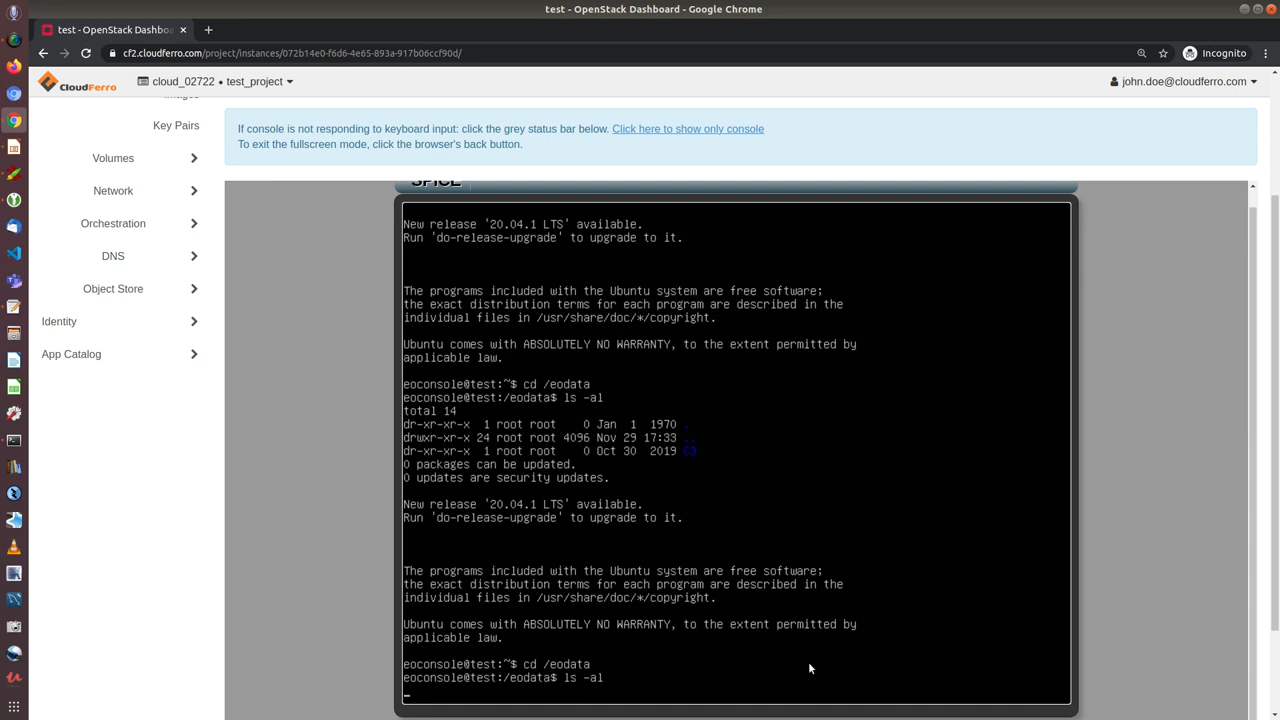 test - OpenStack Dashboard - Google Chrome
test - OpenStack Dashboa
cf2.cloudferro.com/project/instances/072b14e0-f6d6-4e65-893a-917b06ccf90d/
Incognito
CloudFerro
cloud_02722 • test_project
john.doe@cloudferro.com
Images
Key Pairs
Volumes
Network
Orchestration
DNS
Object Store
Identity
App Catalog
If console is not responding to keyboard input: click the grey status bar below. Click here to show only console
To exit the fullscreen mode, click the browser's back button.
SPICE
New release '20.04.1 LTS' available.
Run 'do-release-upgrade' to upgrade to it.
The programs included with the Ubuntu system are free software;
the exact distribution terms for each program are described in the
individual files in /usr/share/doc/*/copyright.
Ubuntu comes with ABSOLUTELY NO WARRANTY, to the extent permitted by
applicable law.
eoconsole@test:~$ cd /eodata
eoconsole@test:/eodata$ ls -al
total 14
dr-xr-xr-x  1 root root    0 Jan  1  1970 .
drwxr-xr-x 24 root root 4096 Nov 29 17:33 ..
dr-xr-xr-x  1 root root    0 Oct 30  2019 C3
0 packages can be updated.
0 updates are security updates.
New release '20.04.1 LTS' available.
Run 'do-release-upgrade' to upgrade to it.
The programs included with the Ubuntu system are free software;
the exact distribution terms for each program are described in the
individual files in /usr/share/doc/*/copyright.
Ubuntu comes with ABSOLUTELY NO WARRANTY, to the extent permitted by
applicable law.
eoconsole@test:~$ cd /eodata
eoconsole@test:/eodata$ ls -al